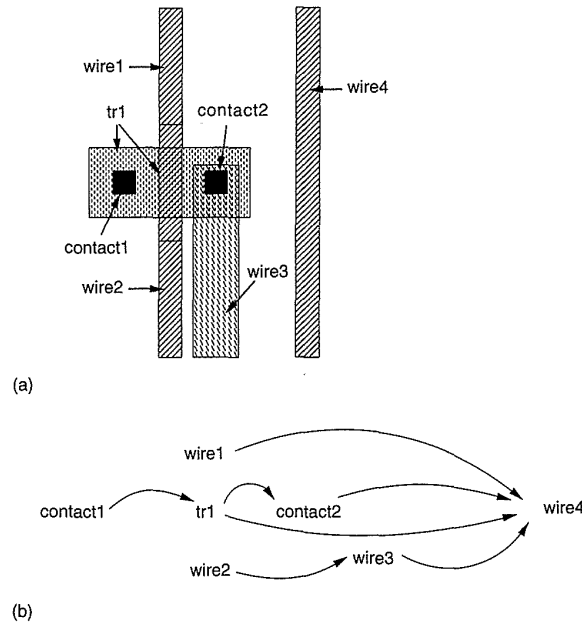 wire1
wire4
tr1
contact2
contact1
wire2
wire3
(a)
wire1
contact1
tr1
contact2
wire4
wire2
wire3
(b)